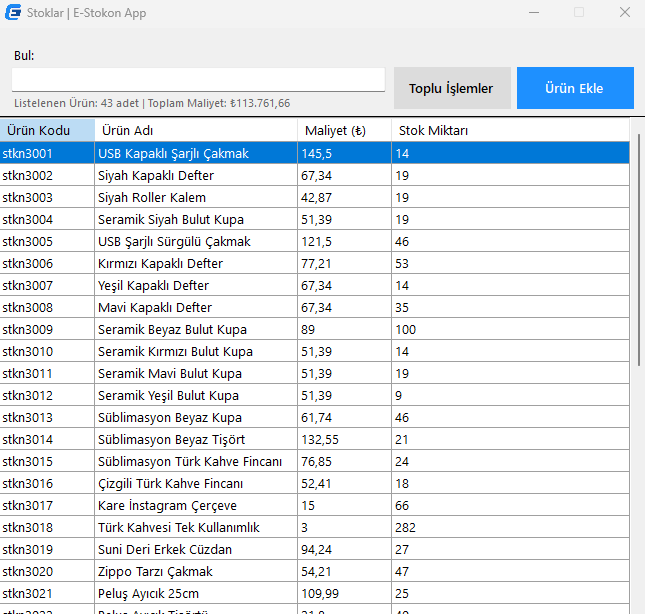 Stoklar | E-Stokon App
Bul:
Toplu İşlemler
Ürün Ekle
Listelenen Ürün: 43 adet | Toplam Maliyet: ₺113.761,66
Ürün Kodu Ürün Adı Maliyet (₺) Stok Miktarı
stkn3001 USB Kapaklı Şarjlı Çakmak 145,5 14
stkn3002 Siyah Kapaklı Defter 67,34 19
stkn3003 Siyah Roller Kalem 42,87 19
stkn3004 Seramik Siyah Bulut Kupa 51,39 19
stkn3005 USB Şarjlı Sürgülü Çakmak 121,5 46
stkn3006 Kırmızı Kapaklı Defter 77,21 53
stkn3007 Yeşil Kapaklı Defter 67,34 14
stkn3008 Mavi Kapaklı Defter 67,34 35
stkn3009 Seramik Beyaz Bulut Kupa 89 100
stkn3010 Seramik Kırmızı Bulut Kupa 51,39 14
stkn3011 Seramik Mavi Bulut Kupa 51,39 19
stkn3012 Seramik Yeşil Bulut Kupa 51,39 9
stkn3013 Süblimasyon Beyaz Kupa 61,74 46
stkn3014 Süblimasyon Beyaz Tişört 132,55 21
stkn3015 Süblimasyon Türk Kahve Fincanı 76,85 24
stkn3016 Çizgili Türk Kahve Fincanı 52,41 18
stkn3017 Kare İnstagram Çerçeve 15 66
stkn3018 Türk Kahvesi Tek Kullanımlık 3 282
stkn3019 Suni Deri Erkek Cüzdan 94,24 27
stkn3020 Zippo Tarzı Çakmak 54,21 47
stkn3021 Peluş Ayıcık 25cm 109,99 25